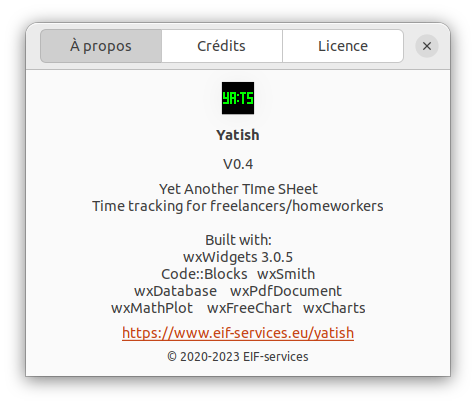 À propos Crédits Licence
YA:TS
Yatish
V0.4
Yet Another TIme SHeet
Time tracking for freelancers/homeworkers
Built with:
wxWidgets 3.0.5
Code::Blocks wxSmith
wxDatabase wxPdfDocument
wxMathPlot wxFreeChart wxCharts
https://www.eif-services.eu/yatish
© 2020-2023 EIF-services